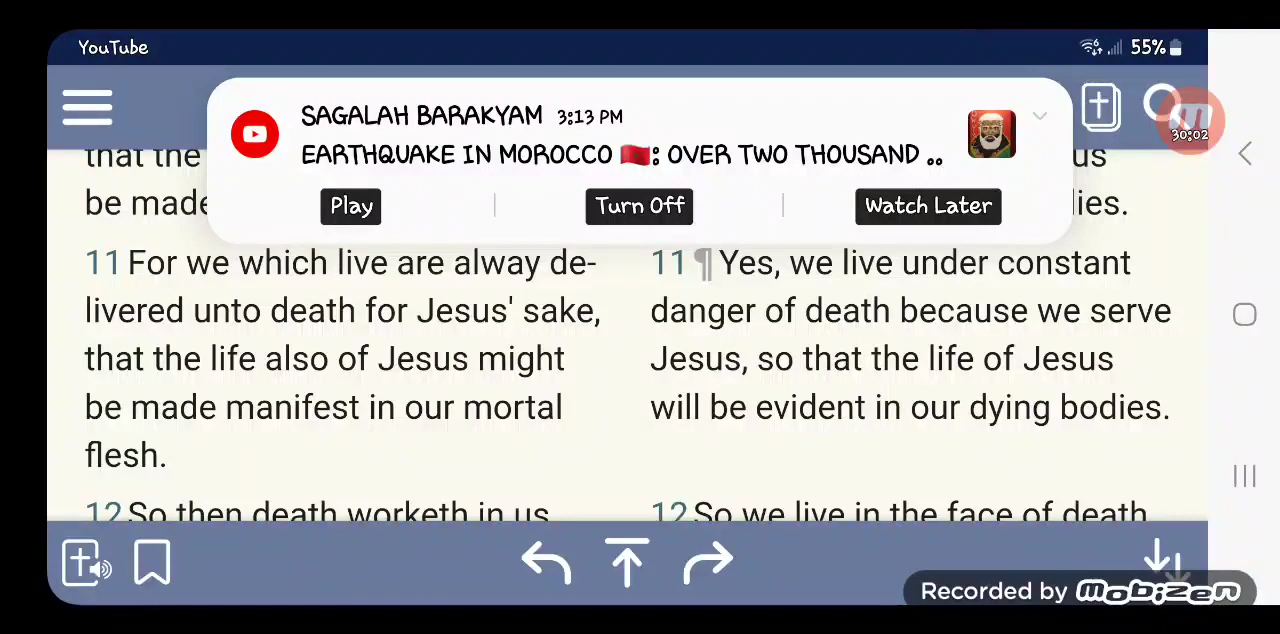 YouTube
55%
SAGALAH BARAKYAM 3:13 PM
EARTHQUAKE IN MOROCCO 🇲🇦: OVER TWO THOUSAND ..
Play
Turn Off
Watch Later
30:02
that the
be made
11 For we which live are alway de-
livered unto death for Jesus' sake,
that the life also of Jesus might
be made manifest in our mortal
flesh.
12 So then death worketh in us
us
dies.
11 ¶ Yes, we live under constant
danger of death because we serve
Jesus, so that the life of Jesus
will be evident in our dying bodies.
12 So we live in the face of death
Recorded by Mobizen